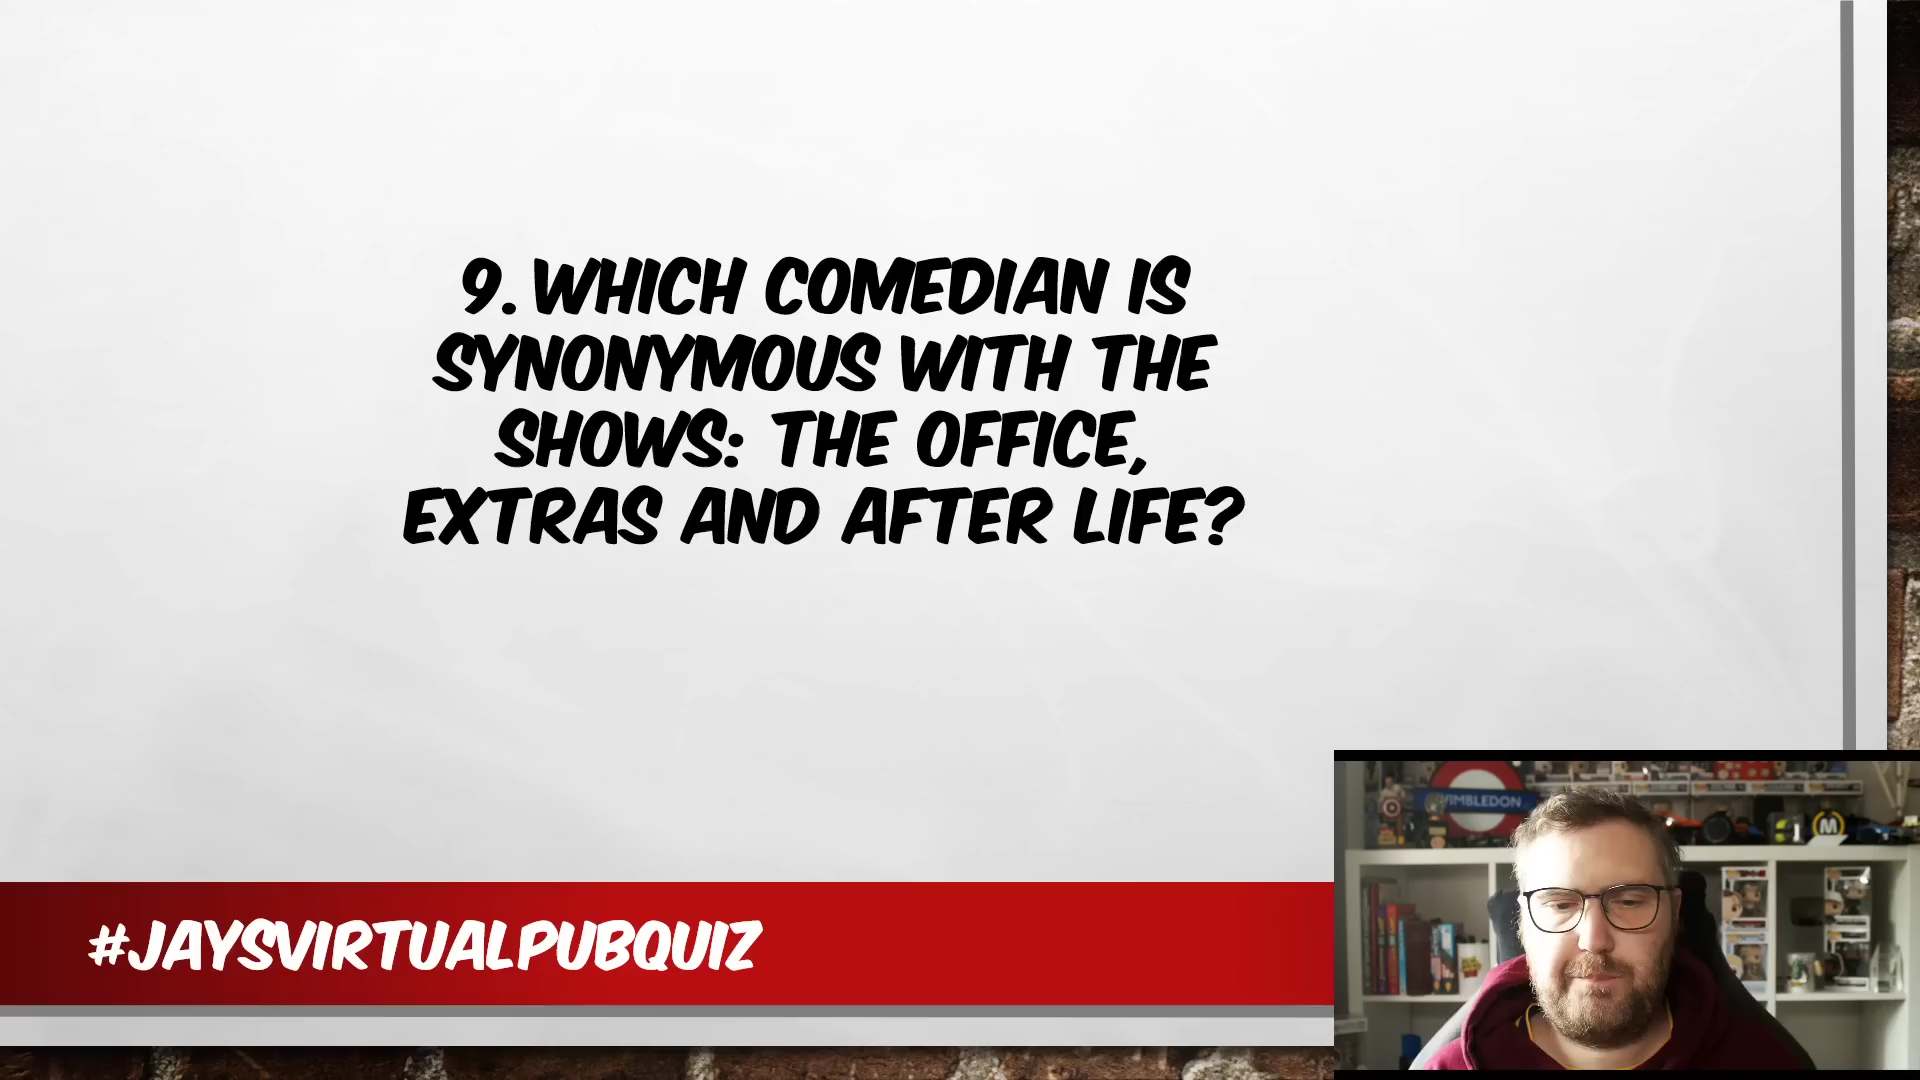 9. WHICH COMEDIAN IS
SYNONYMOUS WITH THE
SHOWS: THE OFFICE,
EXTRAS AND AFTER LIFE?
#JAYSVIRTUALPUBQUIZ
WIMBLEDON
M